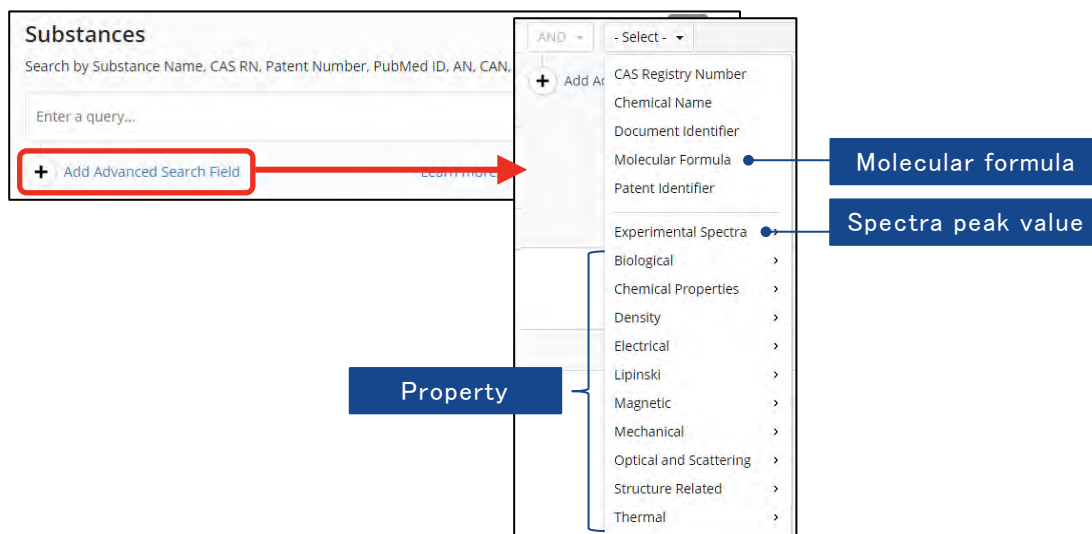 Substances
Search by Substance Name, CAS RN, Patent Number, PubMed ID, AN, CAN,
Enter a query...
+ Add Advanced Search Field
Learn more
AND
- Select -
+ Add
CAS Registry Number
Chemical Name
Document Identifier
Molecular Formula
Patent Identifier
Experimental Spectra
Biological
Chemical Properties
Density
Electrical
Lipinski
Magnetic
Mechanical
Optical and Scattering
Structure Related
Thermal
Molecular formula
Spectra peak value
Property